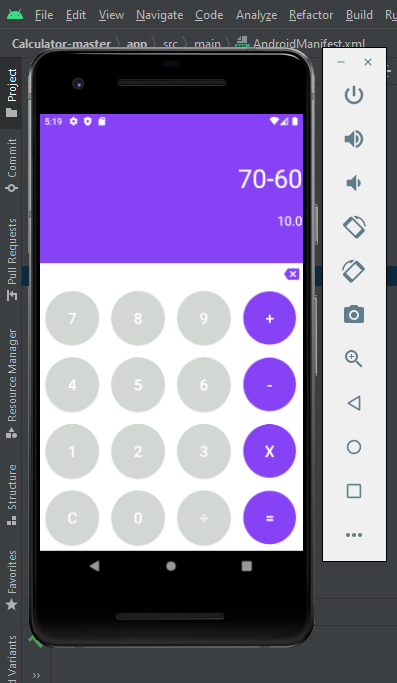 File Edit View Navigate Code Analyze Refactor Build
Calculator-master app src main AndroidManifest.xml
Project
Commit
Pull Requests
Resource Manager
Structure
Favorites
5:19
70-60
10.0
7 8 9 +
4 5 6 -
1 2 3 X
C 0 ÷ =